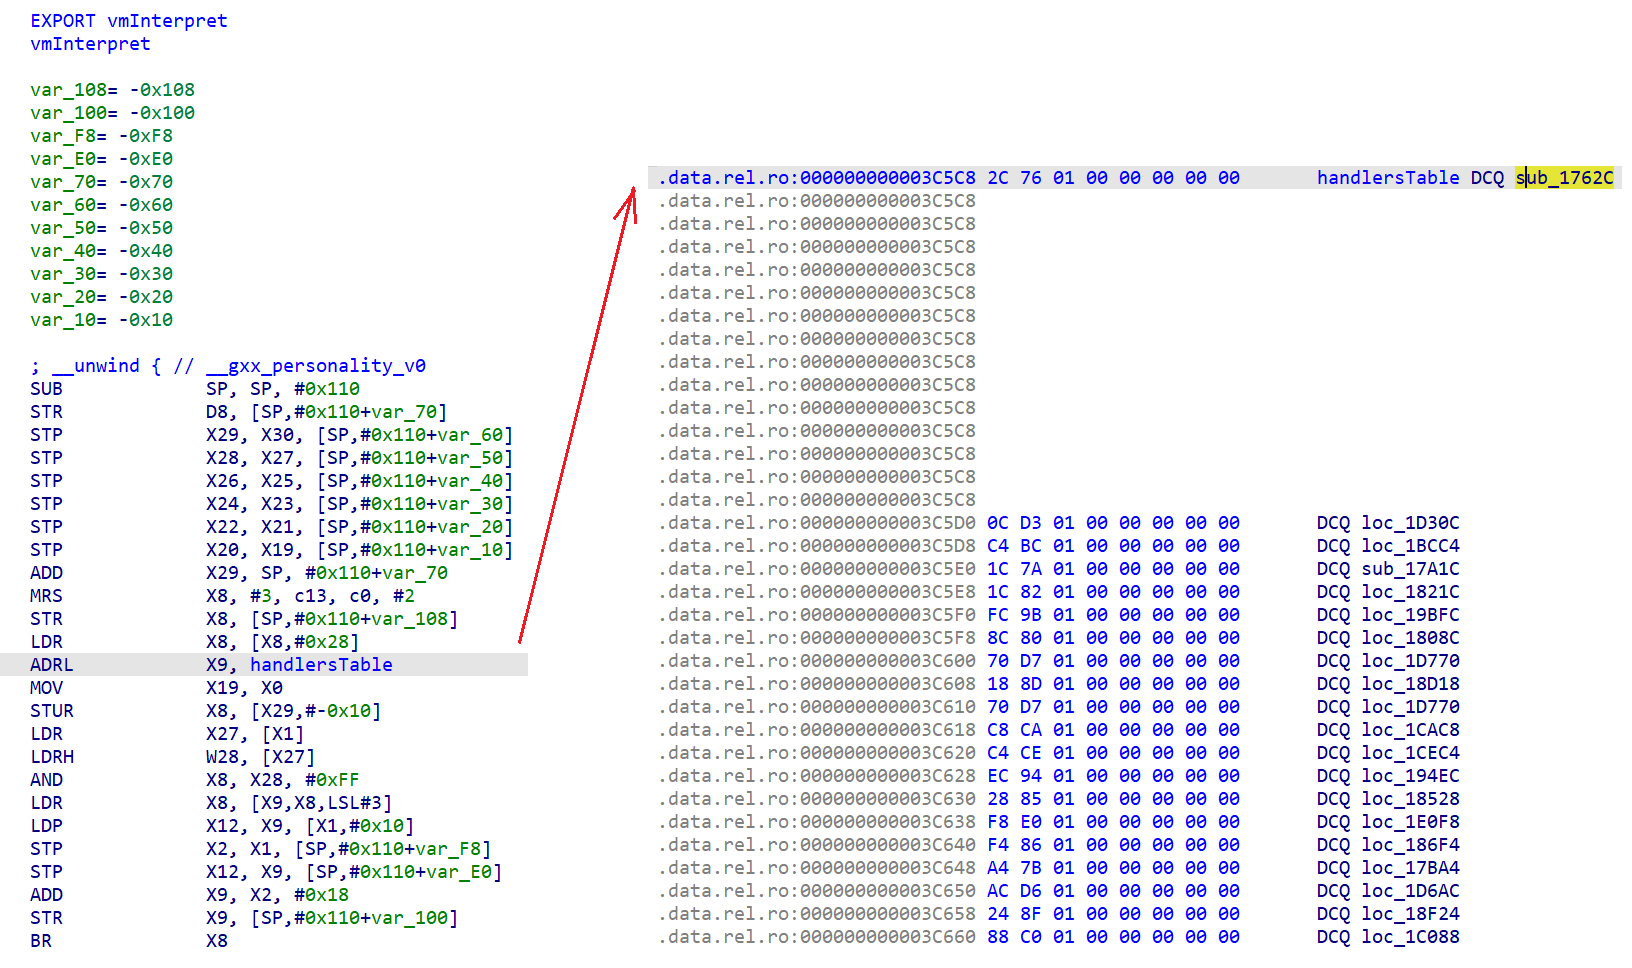 EXPORT vmInterpret
vmInterpret
var_108= -0x108
var_100= -0x100
var_F8= -0xF8
var_E0= -0xE0
var_70= -0x70
var_60= -0x60
var_50= -0x50
var_40= -0x40
var_30= -0x30
var_20= -0x20
var_10= -0x10
; __unwind { // __gxx_personality_v0
SUB SP, SP, #0x110
STR D8, [SP,#0x110+var_70]
STP X29, X30, [SP,#0x110+var_60]
STP X28, X27, [SP,#0x110+var_50]
STP X26, X25, [SP,#0x110+var_40]
STP X24, X23, [SP,#0x110+var_30]
STP X22, X21, [SP,#0x110+var_20]
STP X20, X19, [SP,#0x110+var_10]
ADD X29, SP, #0x110+var_70
MRS X8, #3, c13, c0, #2
STR X8, [SP,#0x110+var_108]
LDR X8, [X8,#0x28]
ADRL X9, handlersTable
MOV X19, X0
STUR X8, [X29,#-0x10]
LDR X27, [X1]
LDRH W28, [X27]
AND X8, X28, #0xFF
LDR X8, [X9,X8,LSL#3]
LDP X12, X9, [X1,#0x10]
STP X2, X1, [SP,#0x110+var_F8]
STP X12, X9, [SP,#0x110+var_E0]
ADD X9, X2, #0x18
STR X9, [SP,#0x110+var_100]
BR X8
.data.rel.ro:000000000003C5C8 2C 76 01 00 00 00 00 00 handlersTable DCQ sub_1762C
.data.rel.ro:000000000003C5C8
.data.rel.ro:000000000003C5C8
.data.rel.ro:000000000003C5C8
.data.rel.ro:000000000003C5C8
.data.rel.ro:000000000003C5C8
.data.rel.ro:000000000003C5C8
.data.rel.ro:000000000003C5C8
.data.rel.ro:000000000003C5C8
.data.rel.ro:000000000003C5C8
.data.rel.ro:000000000003C5C8
.data.rel.ro:000000000003C5C8
.data.rel.ro:000000000003C5C8
.data.rel.ro:000000000003C5C8
.data.rel.ro:000000000003C5C8
.data.rel.ro:000000000003C5D0 0C D3 01 00 00 00 00 00 DCQ loc_1D30C
.data.rel.ro:000000000003C5D8 C4 BC 01 00 00 00 00 00 DCQ loc_1BCC4
.data.rel.ro:000000000003C5E0 1C 7A 01 00 00 00 00 00 DCQ sub_17A1C
.data.rel.ro:000000000003C5E8 1C 82 01 00 00 00 00 00 DCQ loc_1821C
.data.rel.ro:000000000003C5F0 FC 9B 01 00 00 00 00 00 DCQ loc_19BFC
.data.rel.ro:000000000003C5F8 8C 80 01 00 00 00 00 00 DCQ loc_1808C
.data.rel.ro:000000000003C600 70 D7 01 00 00 00 00 00 DCQ loc_1D770
.data.rel.ro:000000000003C608 18 8D 01 00 00 00 00 00 DCQ loc_18D18
.data.rel.ro:000000000003C610 70 D7 01 00 00 00 00 00 DCQ loc_1D770
.data.rel.ro:000000000003C618 C8 CA 01 00 00 00 00 00 DCQ loc_1CAC8
.data.rel.ro:000000000003C620 C4 CE 01 00 00 00 00 00 DCQ loc_1CEC4
.data.rel.ro:000000000003C628 EC 94 01 00 00 00 00 00 DCQ loc_194EC
.data.rel.ro:000000000003C630 28 85 01 00 00 00 00 00 DCQ loc_18528
.data.rel.ro:000000000003C638 F8 E0 01 00 00 00 00 00 DCQ loc_1E0F8
.data.rel.ro:000000000003C640 F4 86 01 00 00 00 00 00 DCQ loc_186F4
.data.rel.ro:000000000003C648 A4 7B 01 00 00 00 00 00 DCQ loc_17BA4
.data.rel.ro:000000000003C650 AC D6 01 00 00 00 00 00 DCQ loc_1D6AC
.data.rel.ro:000000000003C658 24 8F 01 00 00 00 00 00 DCQ loc_18F24
.data.rel.ro:000000000003C660 88 C0 01 00 00 00 00 00 DCQ loc_1C088